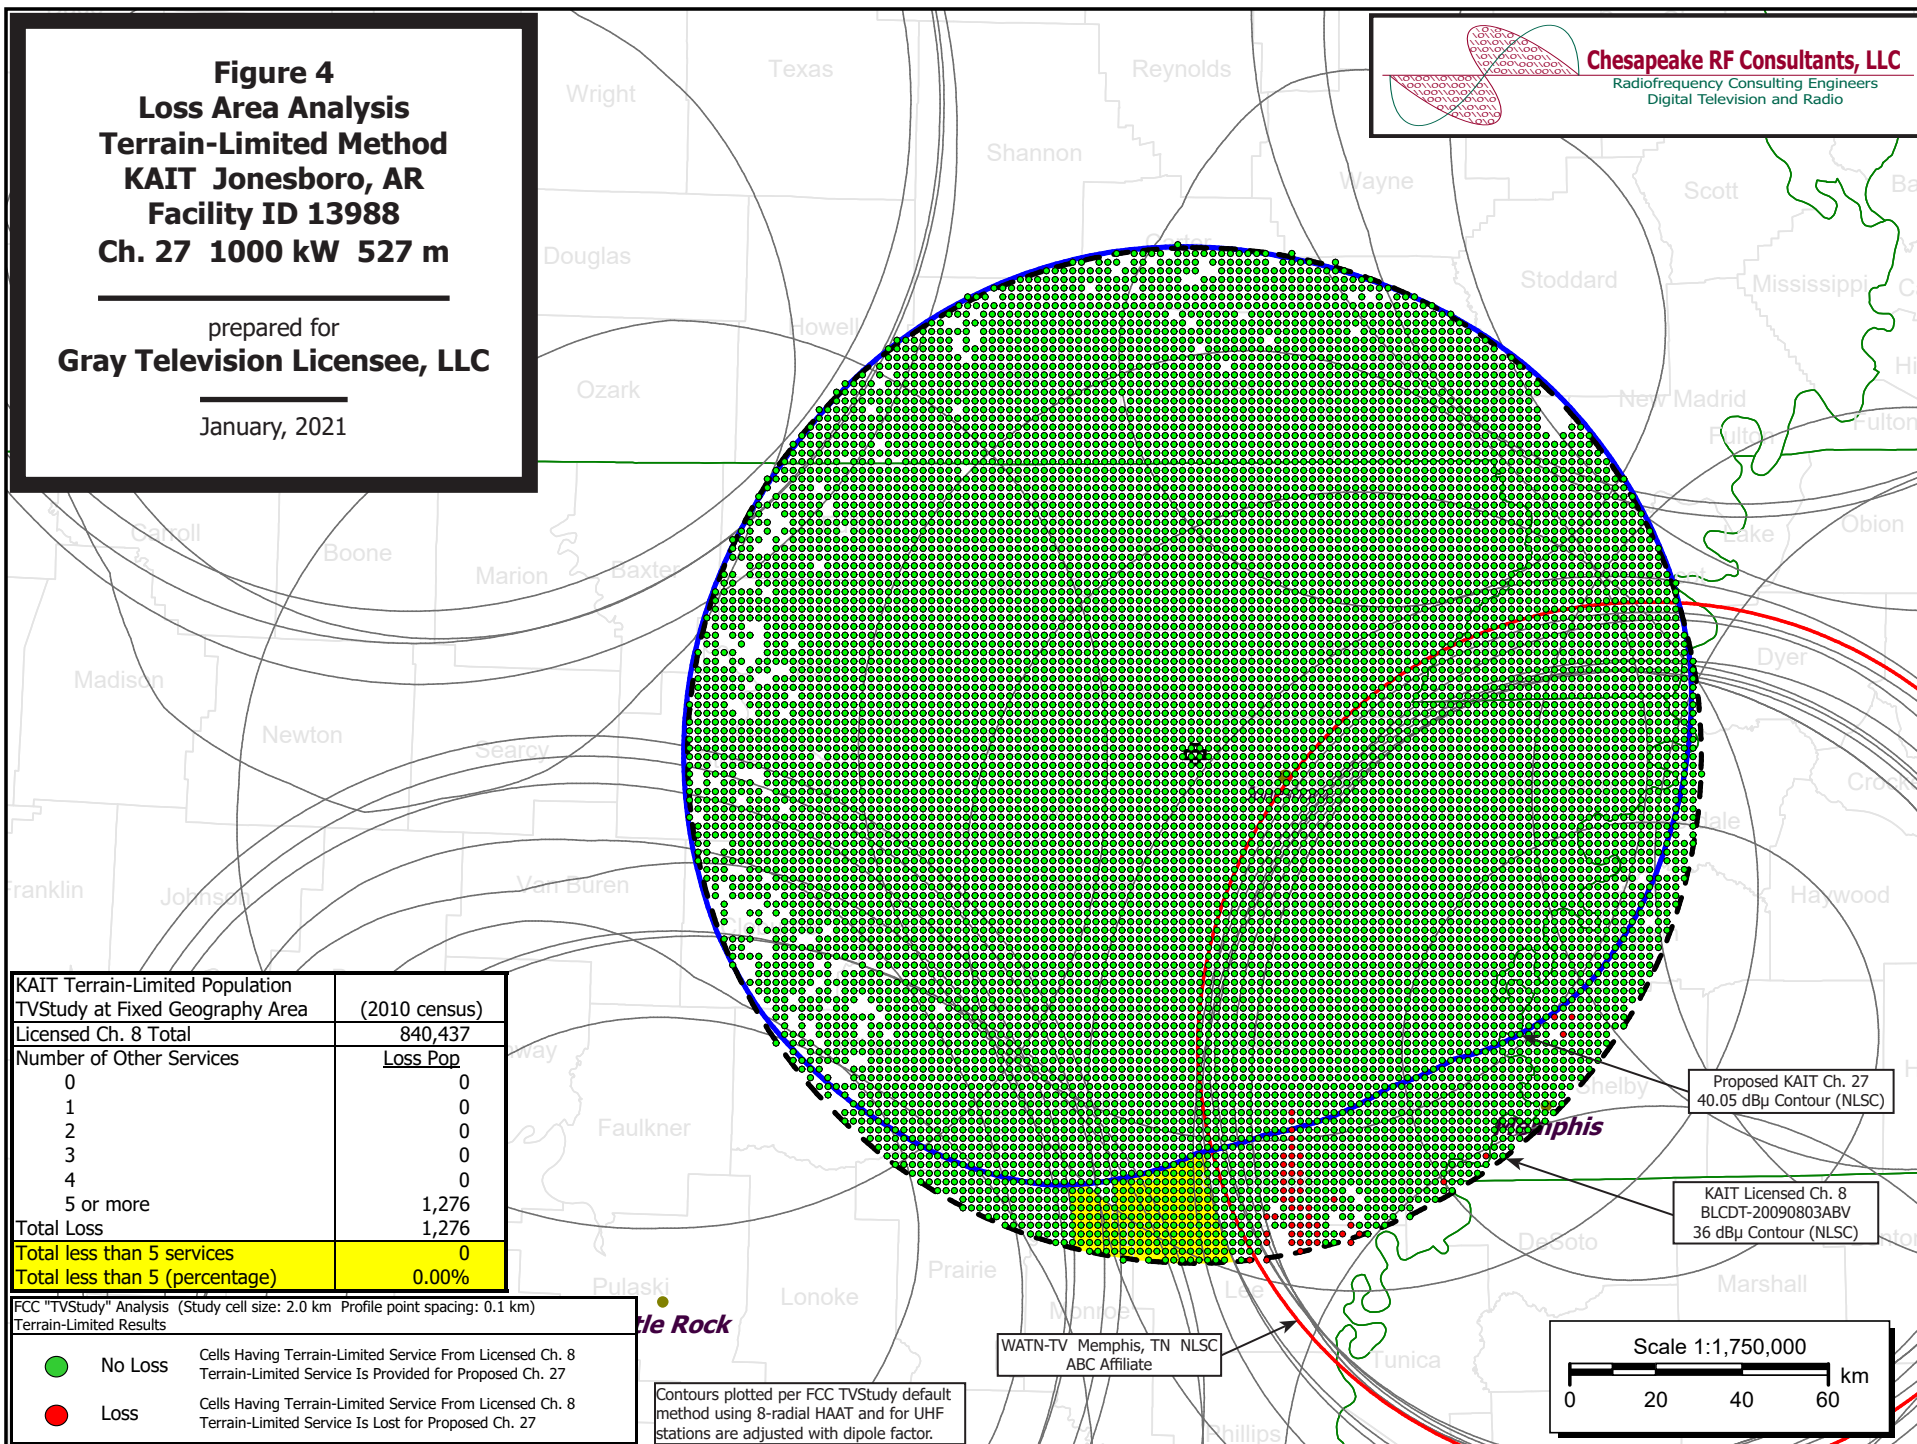 Figure 4
Loss Area Analysis
Terrain-Limited Method
KAIT Jonesboro, AR
Facility ID 13988
Ch. 27 1000 kW 527 m
prepared for
Gray Television Licensee, LLC
January, 2021
Chesapeake RF Consultants, LLC
Radiofrequency Consulting Engineers
Digital Television and Radio
Texas
Wright
Reynolds
Shannon
Wayne
Scott
Douglas
Carter
Stoddard
Mississippi
Howell
Ozark
New Madrid
Fulton
Fulton
Carroll
Boone
Marion
Baxter
Lake
Obion
Madison
Newton
Searcy
Dyer
Franklin
Johnson
Van Buren
Haywood
Faulkner
Shelby
Memphis
Pulaski
Lonoke
Prairie
Monroe
Lee
DeSoto
Marshall
Tunica
Phillips
tle Rock
KAIT Terrain-Limited Population
TVStudy at Fixed Geography Area (2010 census)
Licensed Ch. 8 Total 840,437
Number of Other Services Loss Pop
0 0
1 0
2 0
3 0
4 0
5 or more 1,276
Total Loss 1,276
Total less than 5 services 0
Total less than 5 (percentage) 0.00%
FCC "TVStudy" Analysis (Study cell size: 2.0 km Profile point spacing: 0.1 km)
Terrain-Limited Results
No Loss Cells Having Terrain-Limited Service From Licensed Ch. 8
Terrain-Limited Service Is Provided for Proposed Ch. 27
Loss Cells Having Terrain-Limited Service From Licensed Ch. 8
Terrain-Limited Service Is Lost for Proposed Ch. 27
Contours plotted per FCC TVStudy default
method using 8-radial HAAT and for UHF
stations are adjusted with dipole factor.
WATN-TV Memphis, TN NLSC
ABC Affiliate
Proposed KAIT Ch. 27
40.05 dBµ Contour (NLSC)
KAIT Licensed Ch. 8
BLCDT-20090803ABV
36 dBµ Contour (NLSC)
Scale 1:1,750,000
km
0 20 40 60